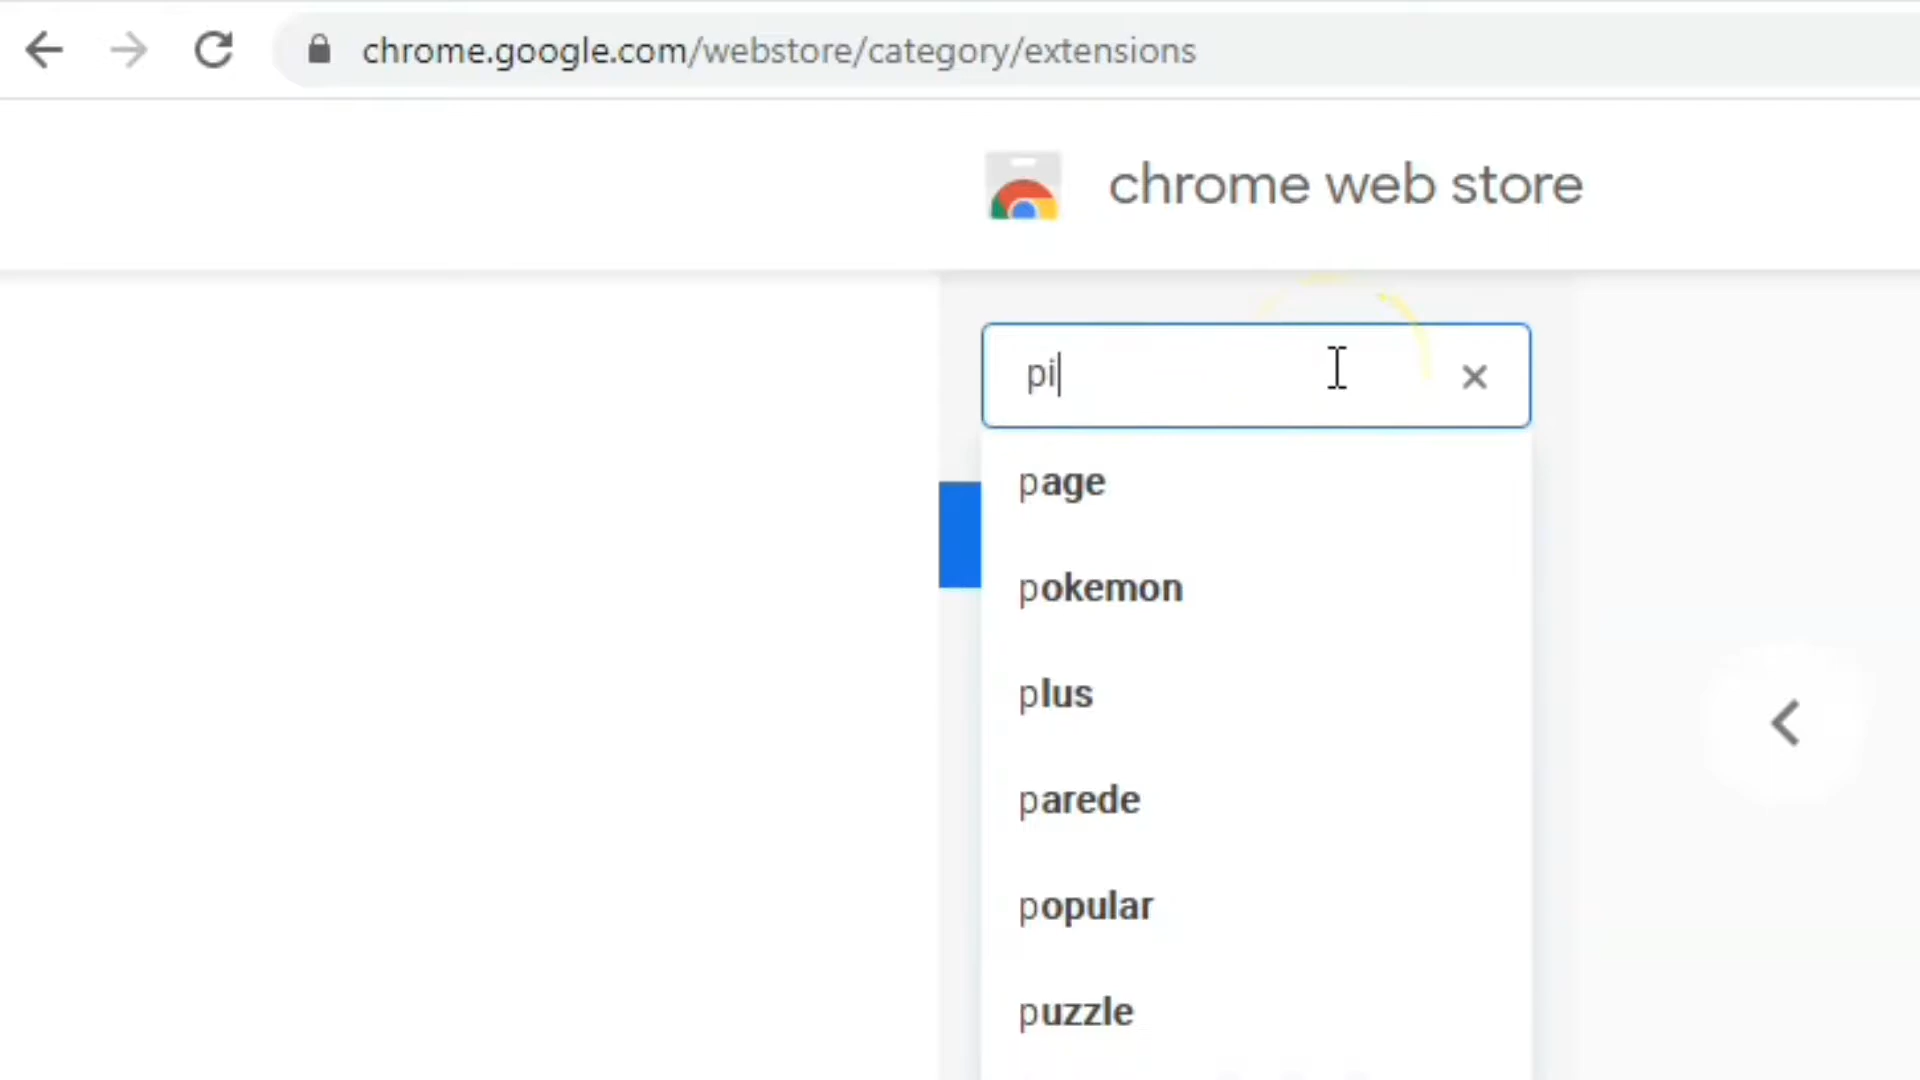 chrome.google.com/webstore/category/extensions
chrome web store
pi
page
pokemon
plus
parede
popular
puzzle